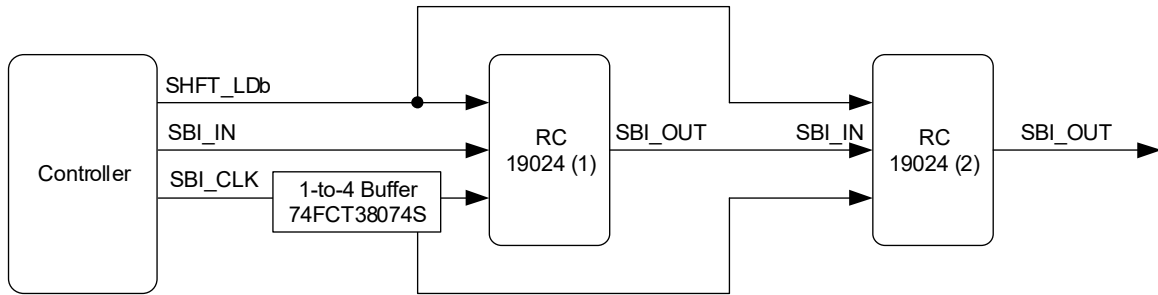 SHFT_LDb
SBI_IN
SBI_CLK
Controller
1-to-4 Buffer
74FCT38074S
RC
19024 (1)
SBI_OUT
SBI_IN
RC
19024 (2)
SBI_OUT